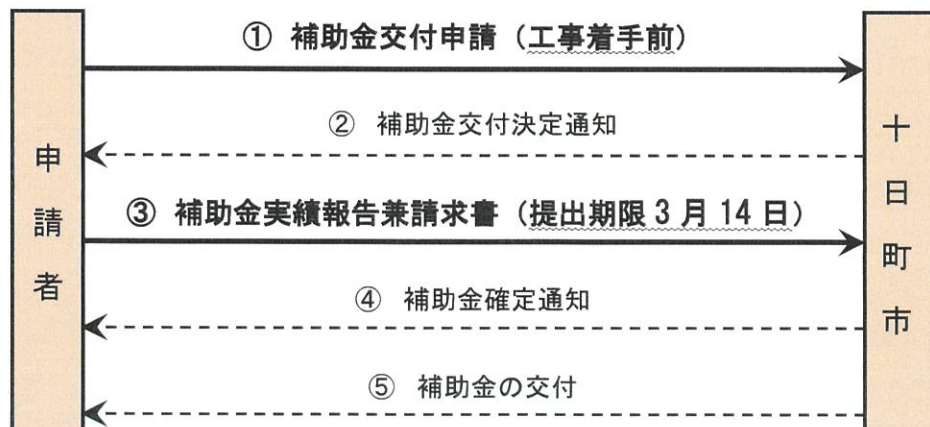 ① 補助金交付申請（工事着手前）
② 補助金交付決定通知
③ 補助金実績報告兼請求書（提出期限 3 月 14 日）
④ 補助金確定通知
⑤ 補助金の交付
申請者
十日町市